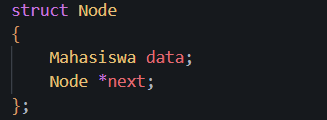 struct Node
{
    Mahasiswa data;
    Node *next;
};